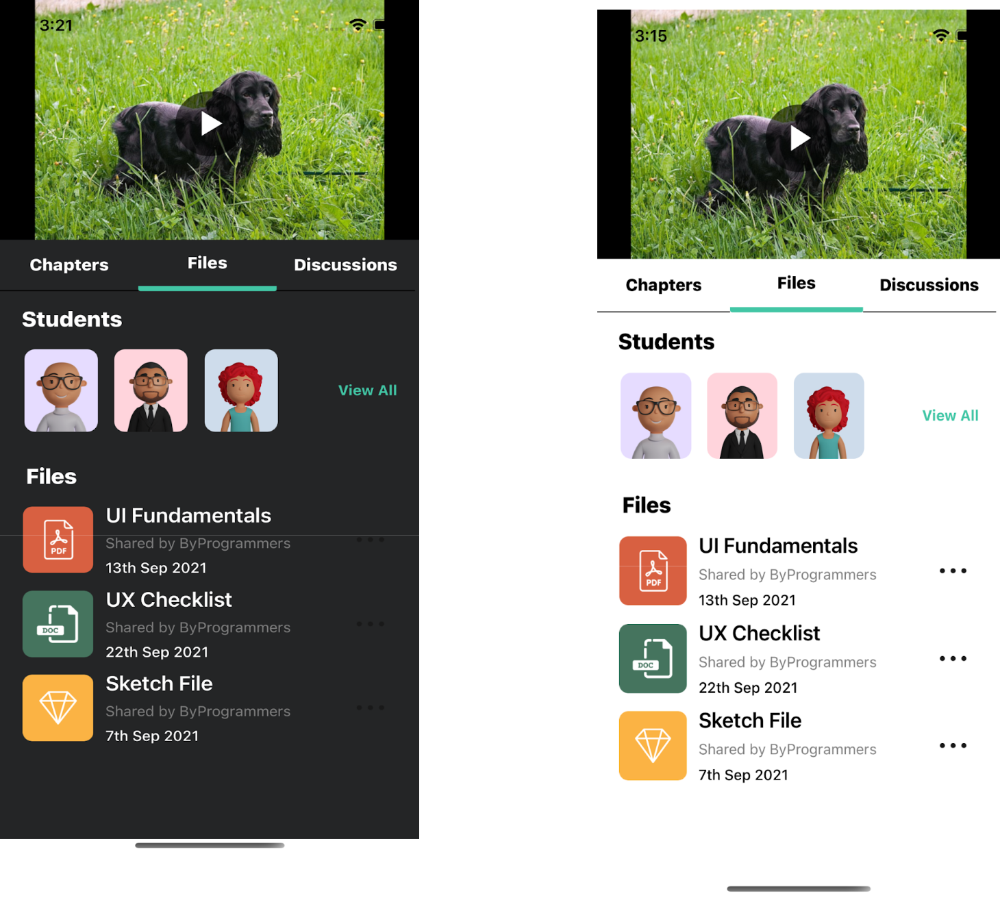 3:21
Chapters Files Discussions
Students
View All
Files
UI Fundamentals
Shared by ByProgrammers
13th Sep 2021
PDF
UX Checklist
Shared by ByProgrammers
22th Sep 2021
DOC
Sketch File
Shared by ByProgrammers
7th Sep 2021
3:15
Chapters Files Discussions
Students
View All
Files
UI Fundamentals
Shared by ByProgrammers
13th Sep 2021
PDF
UX Checklist
Shared by ByProgrammers
22th Sep 2021
DOC
Sketch File
Shared by ByProgrammers
7th Sep 2021